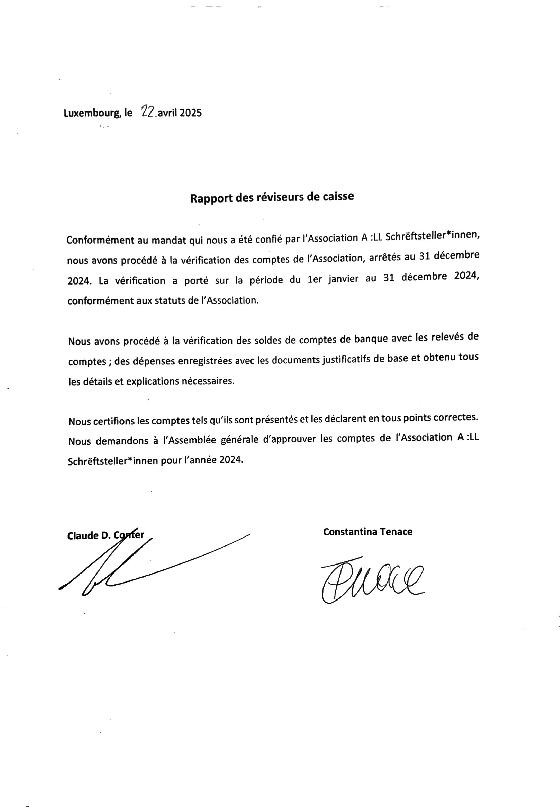 Luxembourg, le 22 avril 2025
Rapport des réviseurs de caisse
Conformément au mandat qui nous a été confié par l'Association A :LL Schrëftsteller*innen,
nous avons procédé à la vérification des comptes de l'Association, arrêtés au 31 décembre
2024. La vérification a porté sur la période du 1er janvier au 31 décembre 2024,
conformément aux statuts de l'Association.
Nous avons procédé à la vérification des soldes de comptes de banque avec les relevés de
comptes ; des dépenses enregistrées avec les documents justificatifs de base et obtenu tous
les détails et explications nécessaires.
Nous certifions les comptes tels qu'ils sont présentés et les déclarent en tous points correctes.
Nous demandons à l'Assemblée générale d'approuver les comptes de l'Association A :LL
Schrëftsteller*innen pour l'année 2024.
Claude D. Conter
Constantina Tenace